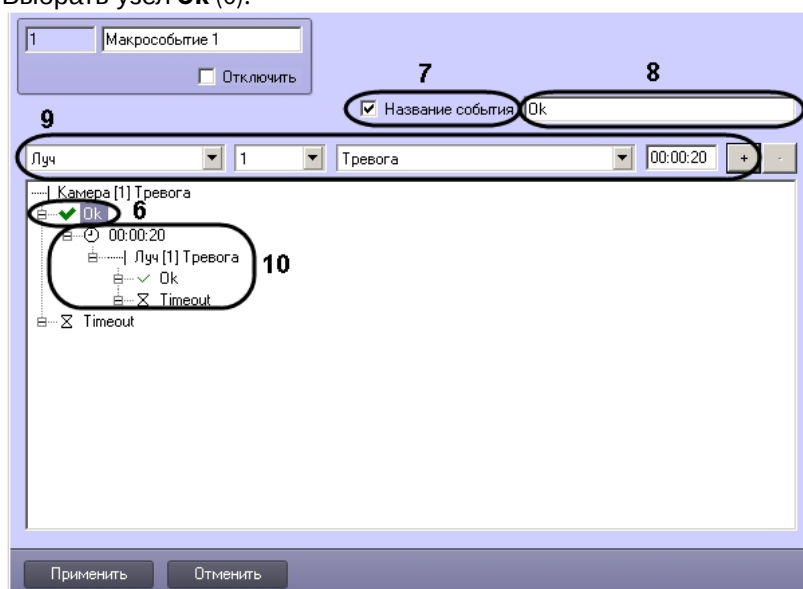 Выбрать узел Ok (6).
1 Макрособытие 1
Отключить
7 8
Название события Ok
9
Луч 1 Тревога 00:00:20 + -
Камера [1] Тревога
Ok 6
00:00:20
Луч [1] Тревога 10
Ok
Timeout
Timeout
Применить Отменить